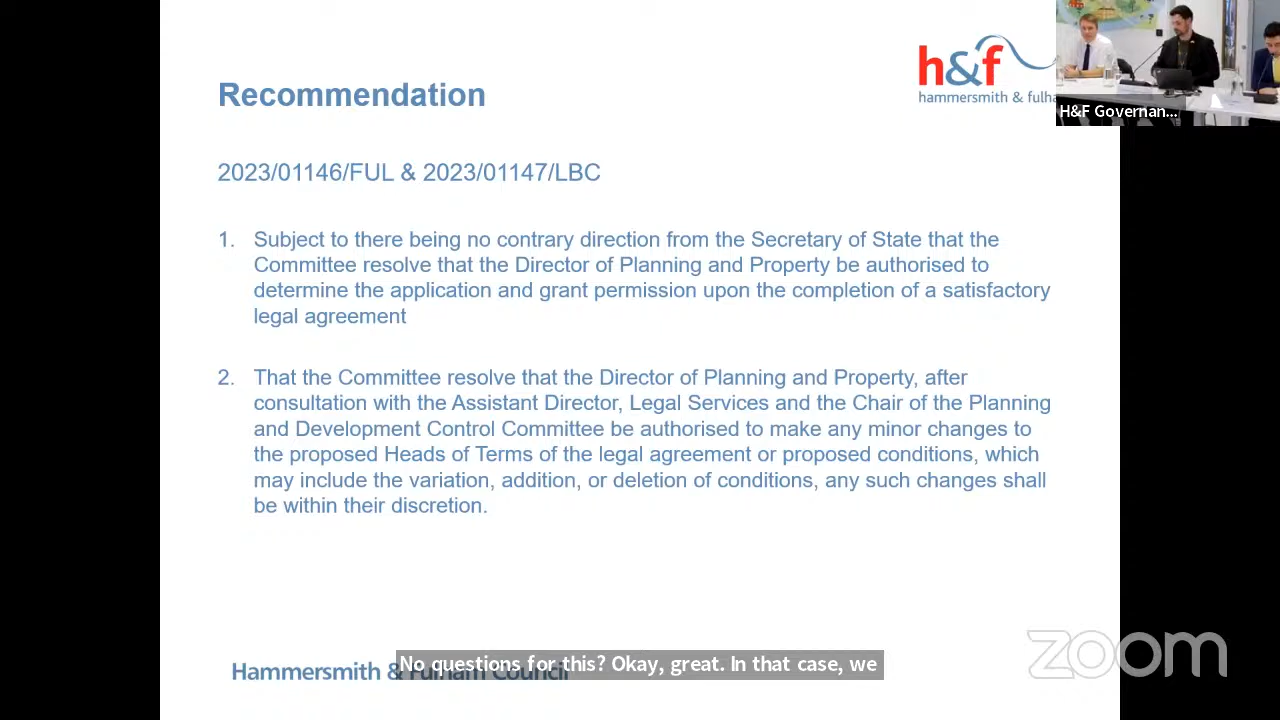 Recommendation
h&f
hammersmith & fulha
H&F Governan...
2023/01146/FUL & 2023/01147/LBC
1. Subject to there being no contrary direction from the Secretary of State that the
Committee resolve that the Director of Planning and Property be authorised to
determine the application and grant permission upon the completion of a satisfactory
legal agreement
2. That the Committee resolve that the Director of Planning and Property, after
consultation with the Assistant Director, Legal Services and the Chair of the Planning
and Development Control Committee be authorised to make any minor changes to
the proposed Heads of Terms of the legal agreement or proposed conditions, which
may include the variation, addition, or deletion of conditions, any such changes shall
be within their discretion.
Hammersmith & Fulham Council
No questions for this? Okay, great. In that case, we
zoom